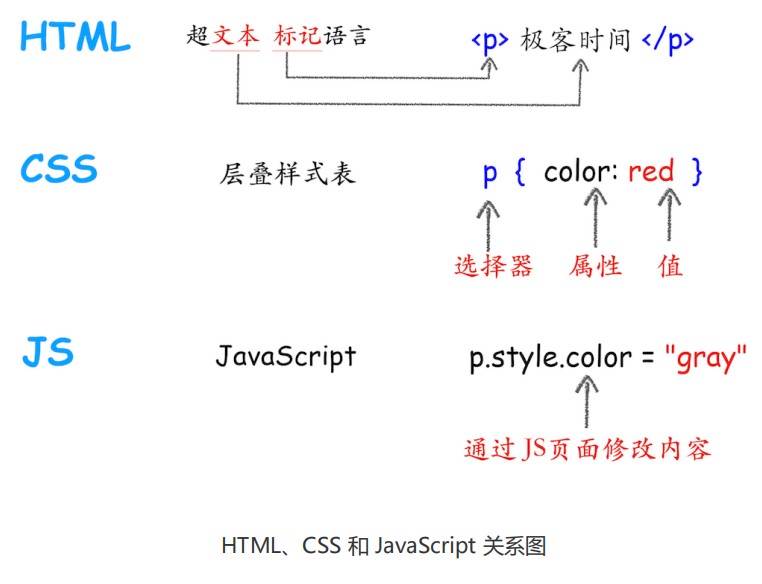 HTML 超文本 标记语言 <p> 极客时间 </p>
CSS 层叠样式表 p { color: red }
选择器 属性 值
JS JavaScript p.style.color = "gray"
通过JS页面修改内容
HTML、CSS 和 JavaScript 关系图